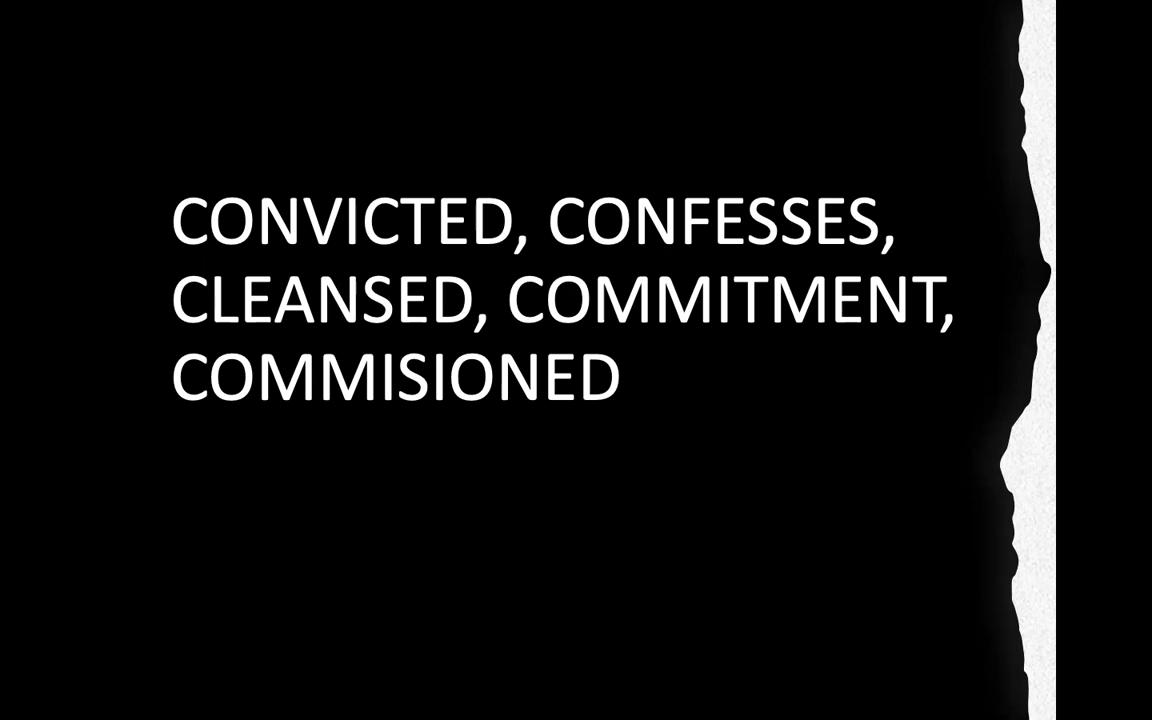 CONVICTED, CONFESSES,
CLEANSED, COMMITMENT,
COMMISIONED